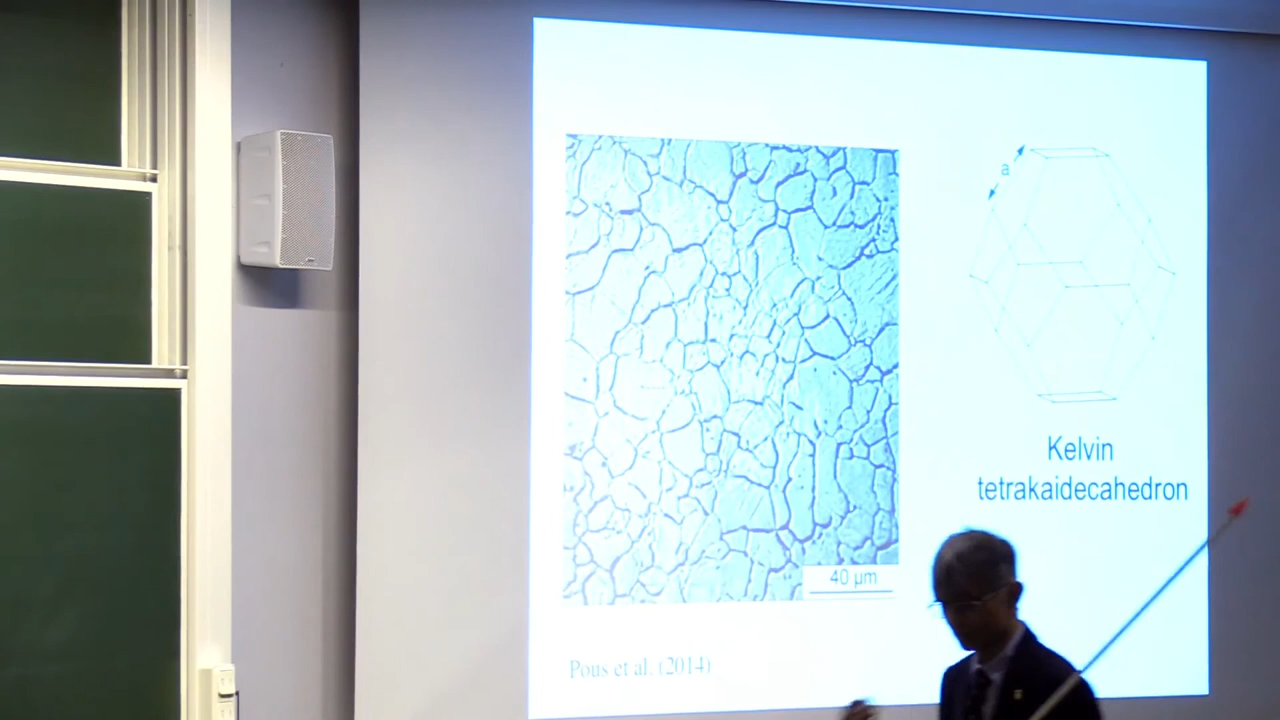 a
Kelvin
tetrakaidecahedron
40 µm
Pous et al. (2014)